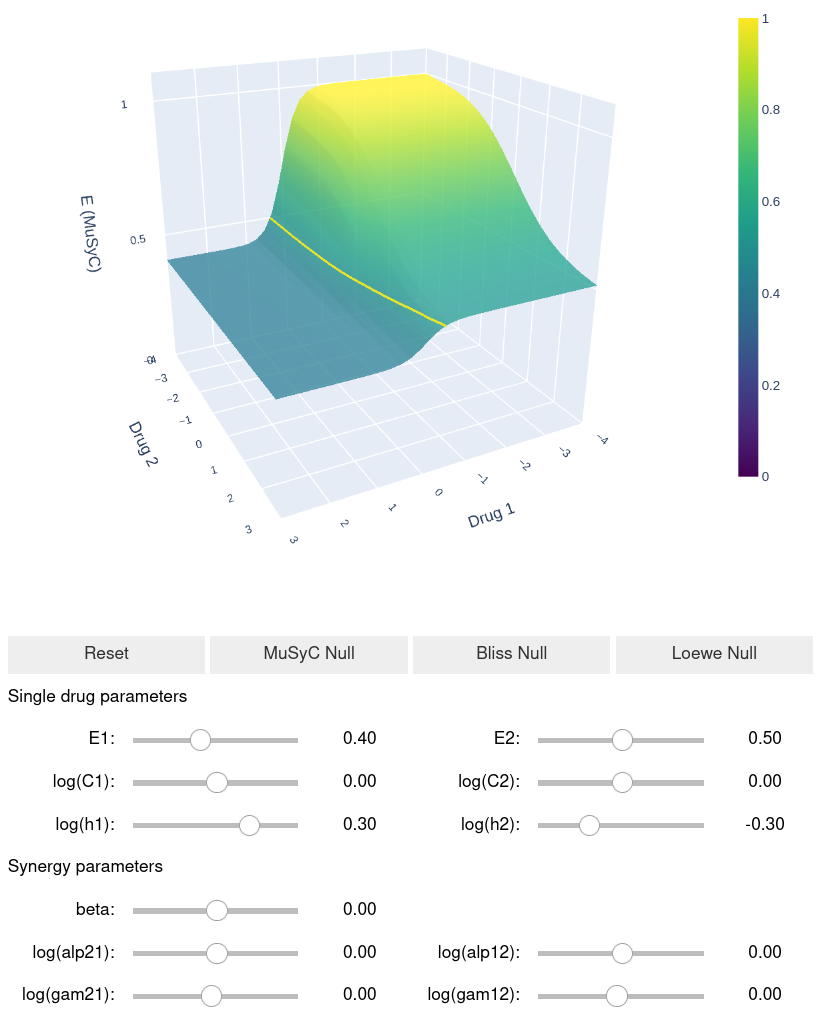 1
0.8
0.6
0.4
0.2
0
1
0.5
E (MuSyC)
−3
−2
−1
0
1
2
3
Drug 2
3
2
1
0
−1
−2
−3
−4
Drug 1
Reset MuSyC Null Bliss Null Loewe Null
Single drug parameters
E1: 0.40 E2: 0.50
log(C1): 0.00 log(C2): 0.00
log(h1): 0.30 log(h2): -0.30
Synergy parameters
beta: 0.00
log(alp21): 0.00 log(alp12): 0.00
log(gam21): 0.00 log(gam12): 0.00